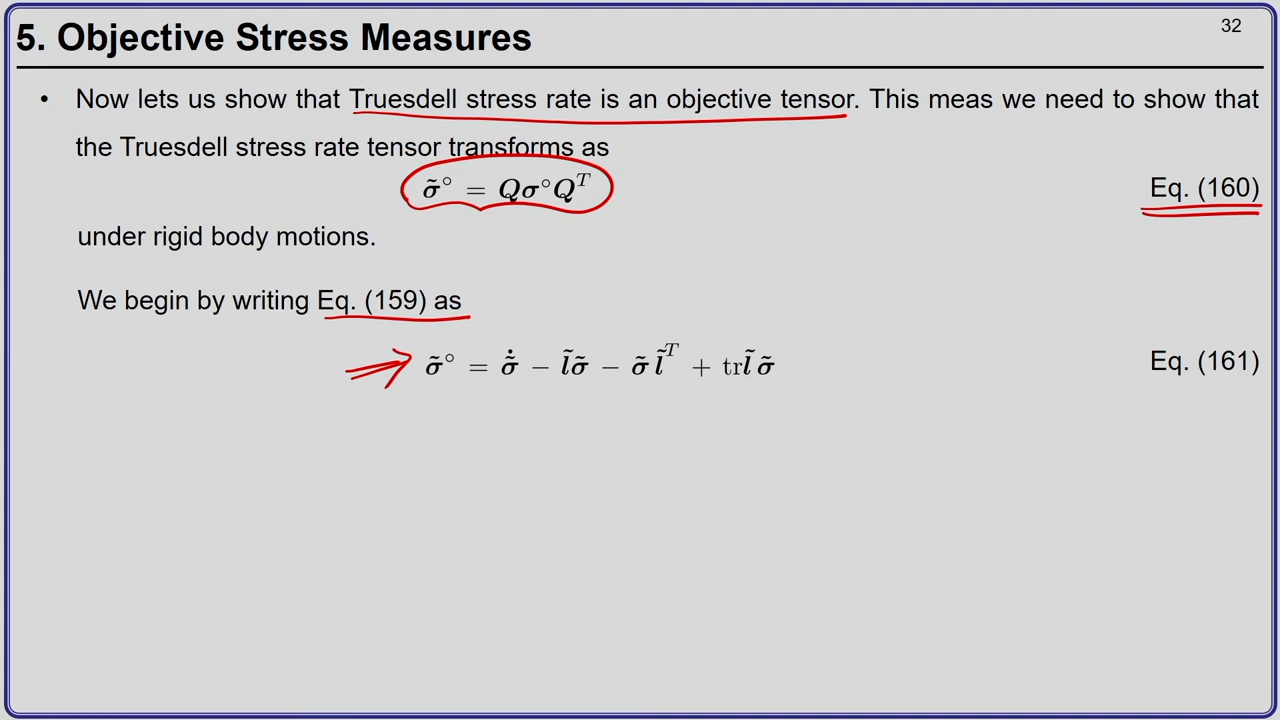 5. Objective Stress Measures
32
• Now lets us show that Truesdell stress rate is an objective tensor. This meas we need to show that
the Truesdell stress rate tensor transforms as
σ̃° = Qσ°Qᵀ Eq. (160)
under rigid body motions.
We begin by writing Eq. (159) as
σ̃° = σ̃̇ − l̃σ̃ − σ̃ l̃ᵀ + trl̃ σ̃ Eq. (161)